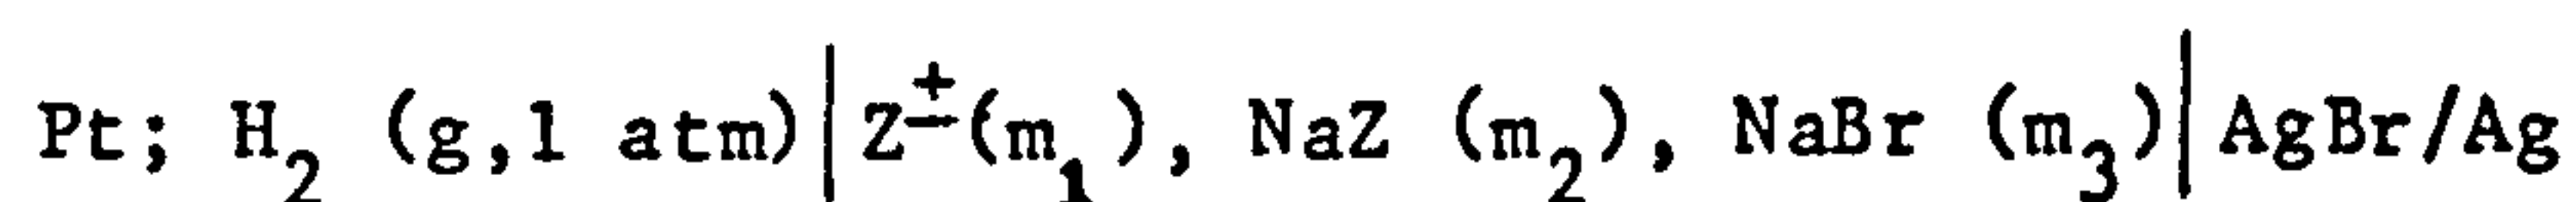 Pt; H₂ (g,1 atm)|Z±(m₁), NaZ (m₂), NaBr (m₃)|AgBr/Ag